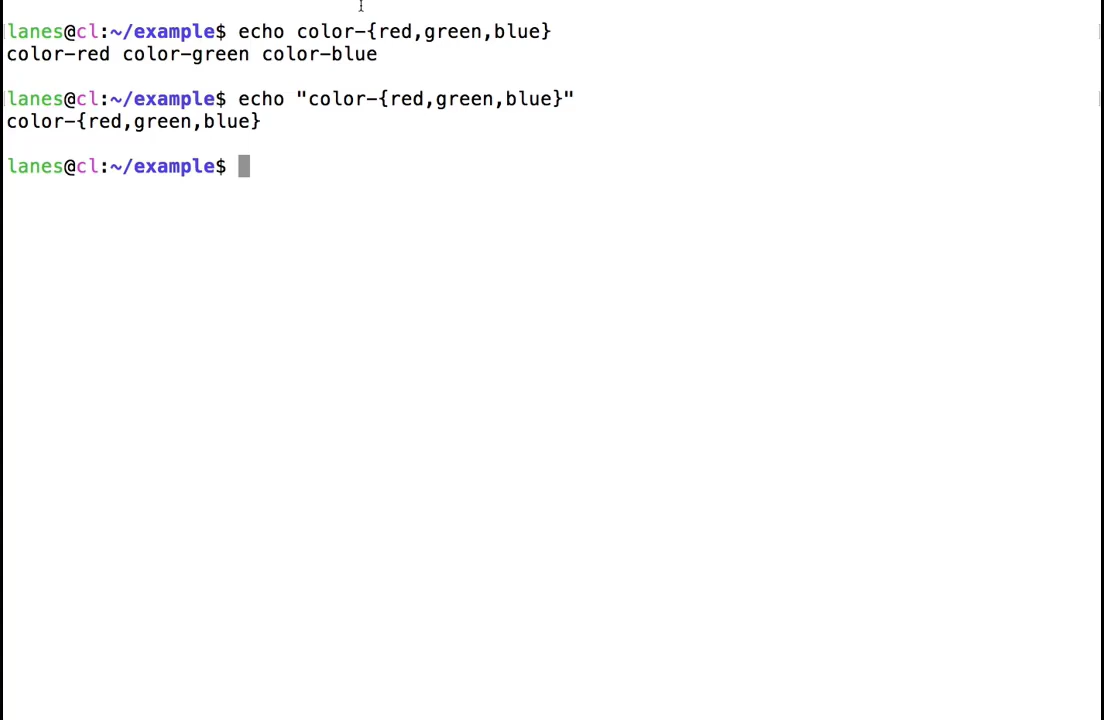 lanes@cl:~/example$ echo color-{red,green,blue}
color-red color-green color-blue
lanes@cl:~/example$ echo "color-{red,green,blue}"
color-{red,green,blue}
lanes@cl:~/example$